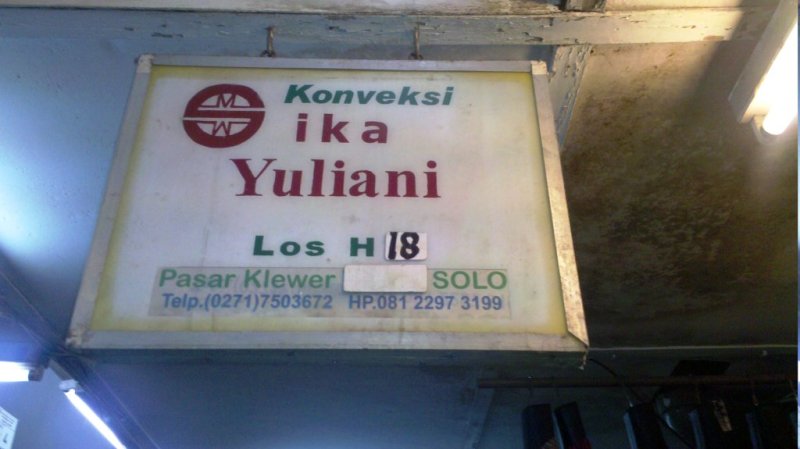 Konveksi
ika
Yuliani
Los H 18
Pasar Klewer SOLO
Telp.(0271)7503672 HP.081 2297 3199